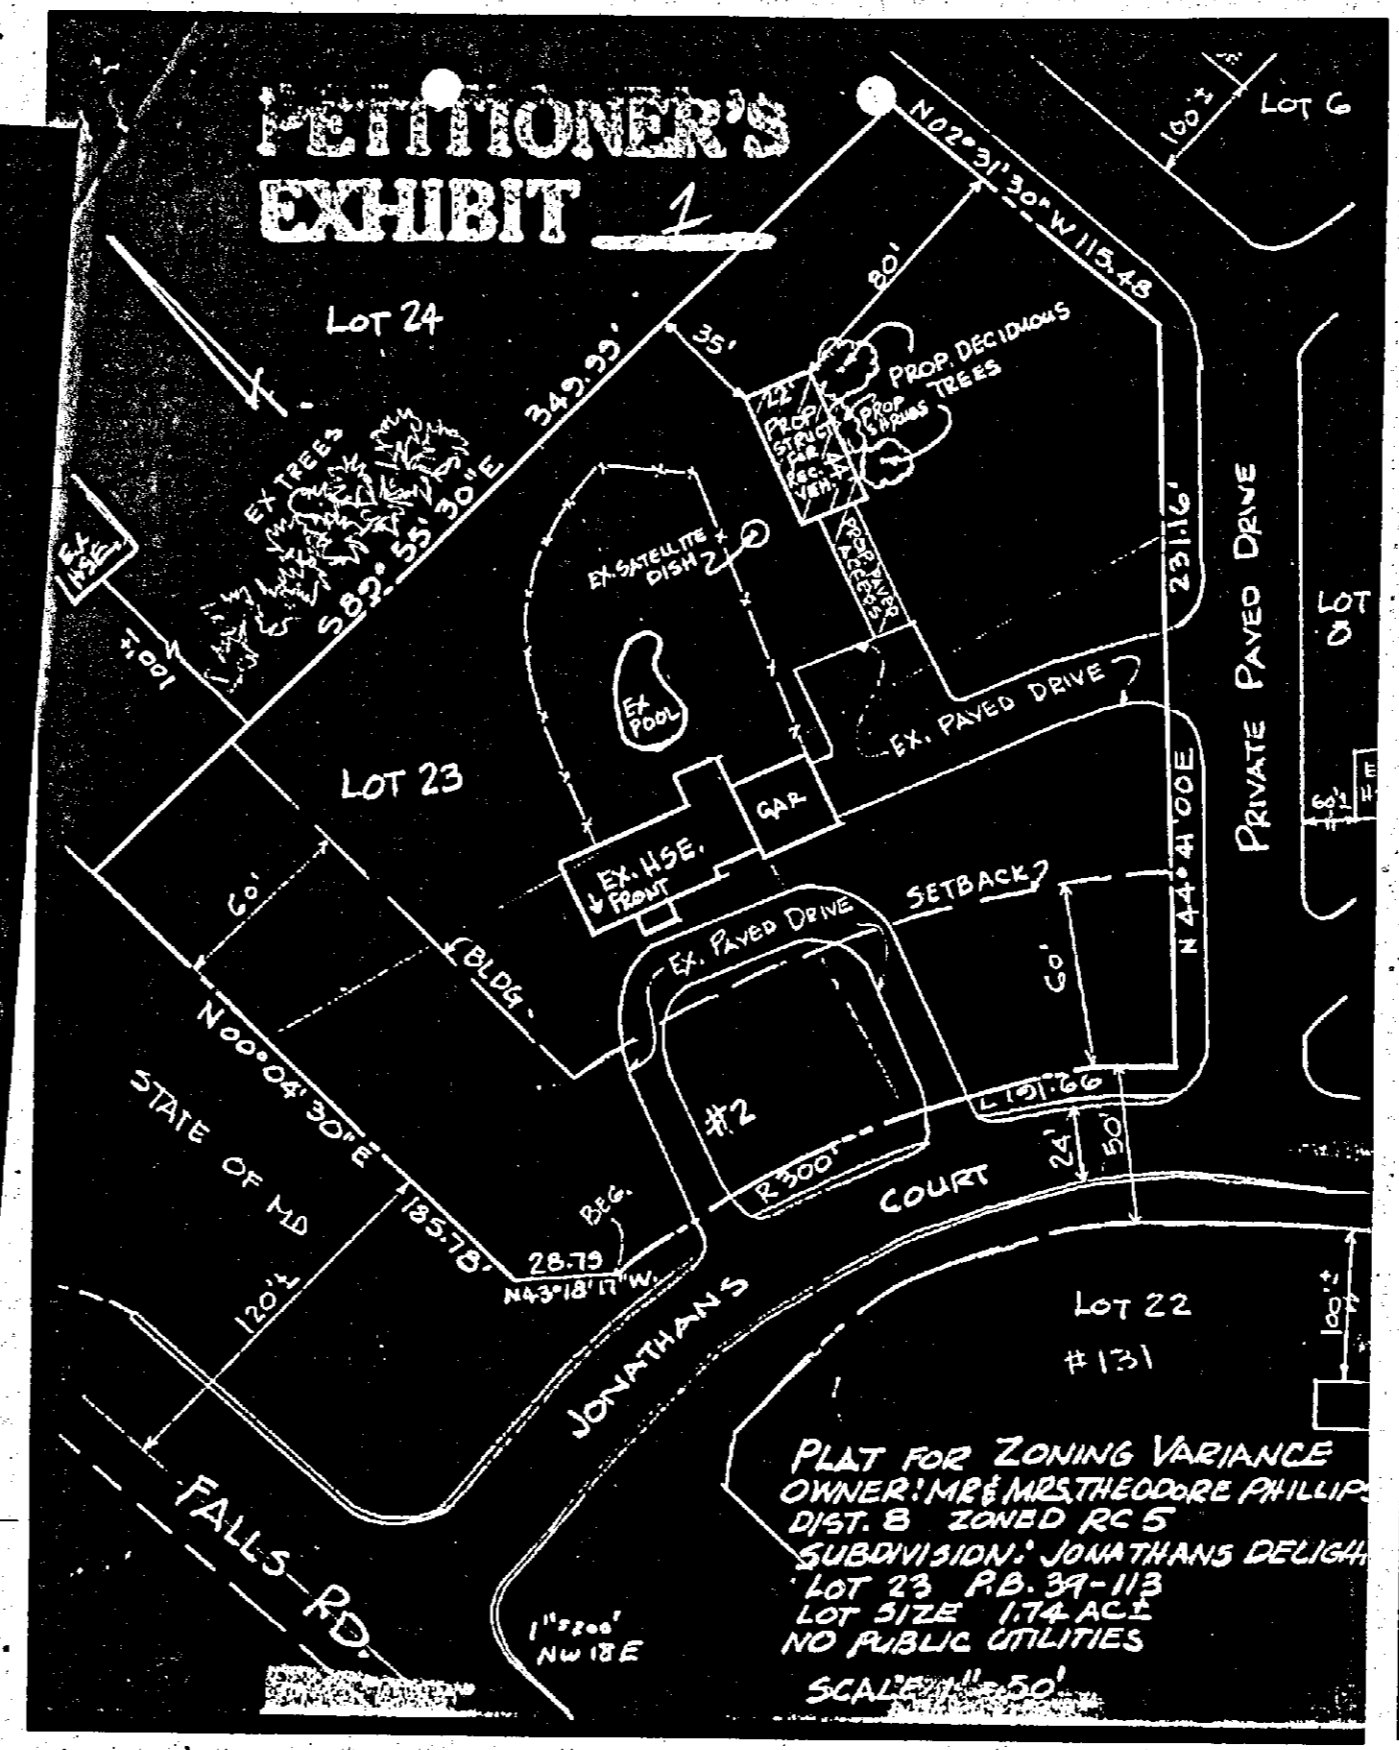 PETITIONER'S
EXHIBIT 1
LOT 6
100'±
N02°31'30"W 115.48
80'
LOT 24
349.99'
S 89° 55' 30"E
35'
PROP. DECIDUOUS
TREES
PROP
SHRUBS
22'
PROP.
STRUCT
FOR
REC.
VEH.
44'
PROP. PAVED
ACCESS
EX TREES
EX
HSE.
100'±
EX. SATELLITE
DISH
231.16'
N 44° 41' 00E
PRIVATE PAVED DRIVE
LOT
EX
POOL
EX. PAVED DRIVE
LOT 23
GAR
60'±
E
H
EX. HSE.
FRONT
60'
BLDG.
SETBACK
EX. PAVED DRIVE
60'
N00°04'30"E
185.78'
STATE OF MD
#2
L 191.66
24'
50'
R 300'
JONATHANS COURT
BEG.
28.79
N43°18'17"W.
120'±
LOT 22
#131
100'±
FALLS RD.
1"=200'
NW 18 E
PLAT FOR ZONING VARIANCE
OWNER: MR & MRS. THEODORE PHILLIPS
DIST. 8 ZONED RC 5
SUBDIVISION: JONATHANS DELIGH
LOT 23 P.B. 39-113
LOT SIZE 1.74 AC±
NO PUBLIC UTILITIES
SCALE 1"=50'